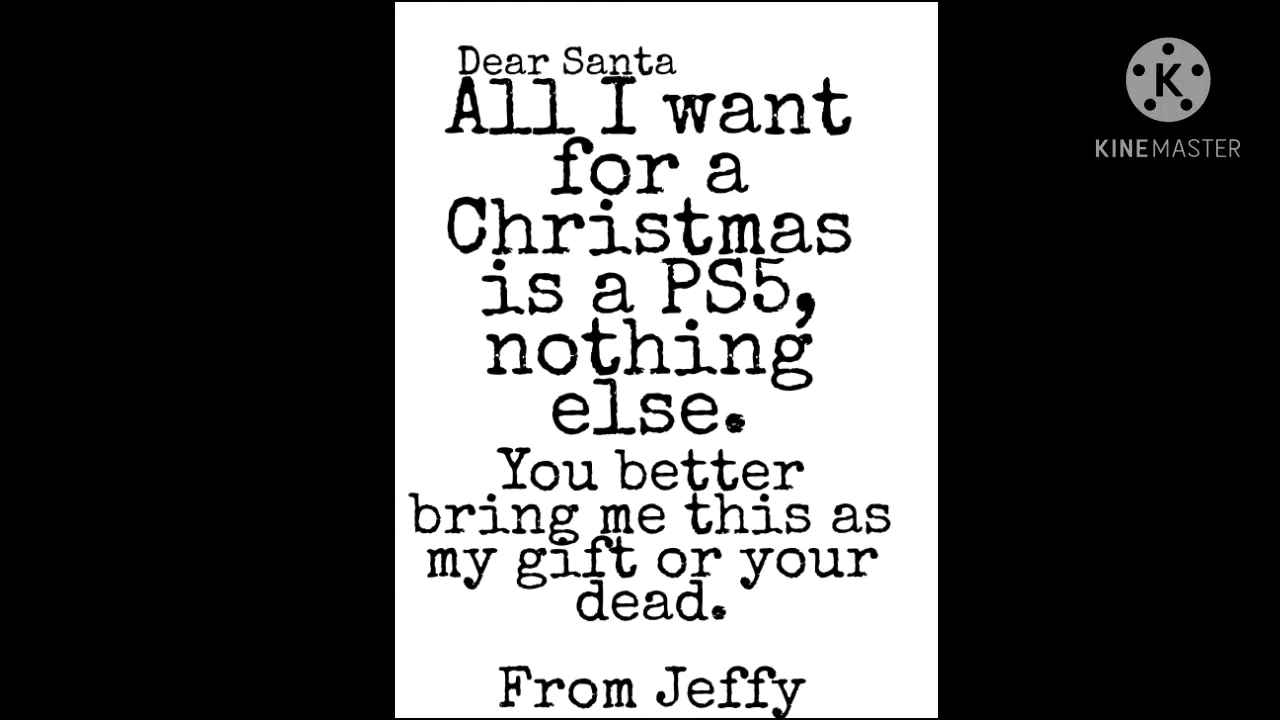 Dear Santa
All I want
for a
Christmas
is a PS5,
nothing
else.
You better
bring me this as
my gift or your
dead.
From Jeffy
K
KINEMASTER